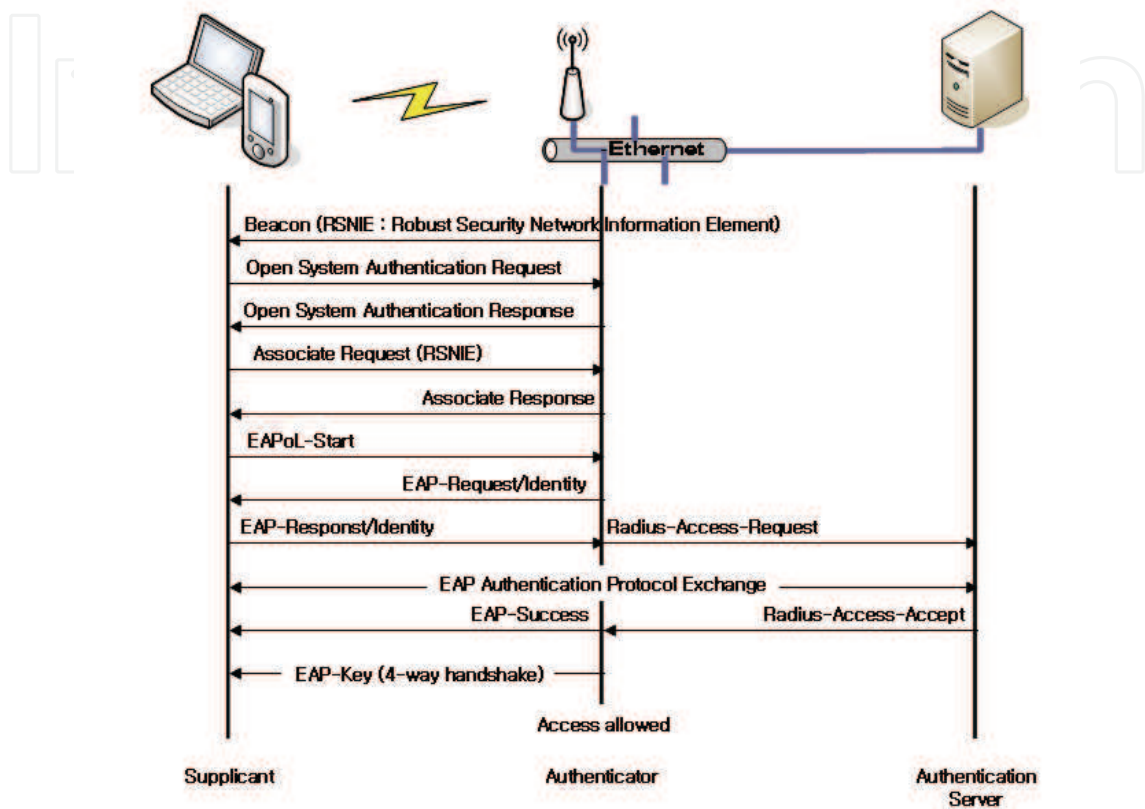 Ethernet
Beacon (RSNIE : Robust Security Network Information Element)
Open System Authentication Request
Open System Authentication Response
Associate Request (RSNIE)
Associate Response
EAPoL-Start
EAP-Request/Identity
EAP-Responst/Identity Radius-Access-Request
EAP Authentication Protocol Exchange
EAP-Success Radius-Access-Accept
EAP-Key (4-way handshake)
Access allowed
Supplicant Authenticator Authentication
Server